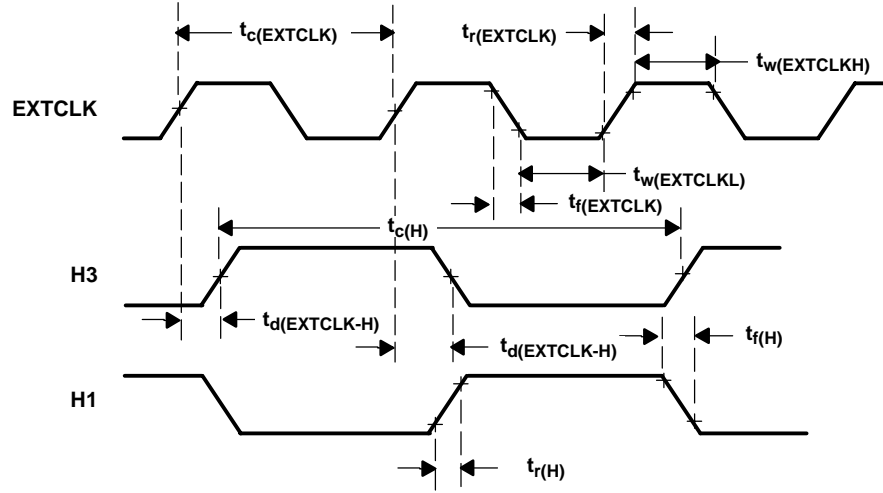 tc(EXTCLK)
tr(EXTCLK)
tw(EXTCLKH)
EXTCLK
tw(EXTCLKL)
tf(EXTCLK)
tc(H)
H3
td(EXTCLK-H)
td(EXTCLK-H)
tf(H)
H1
tr(H)